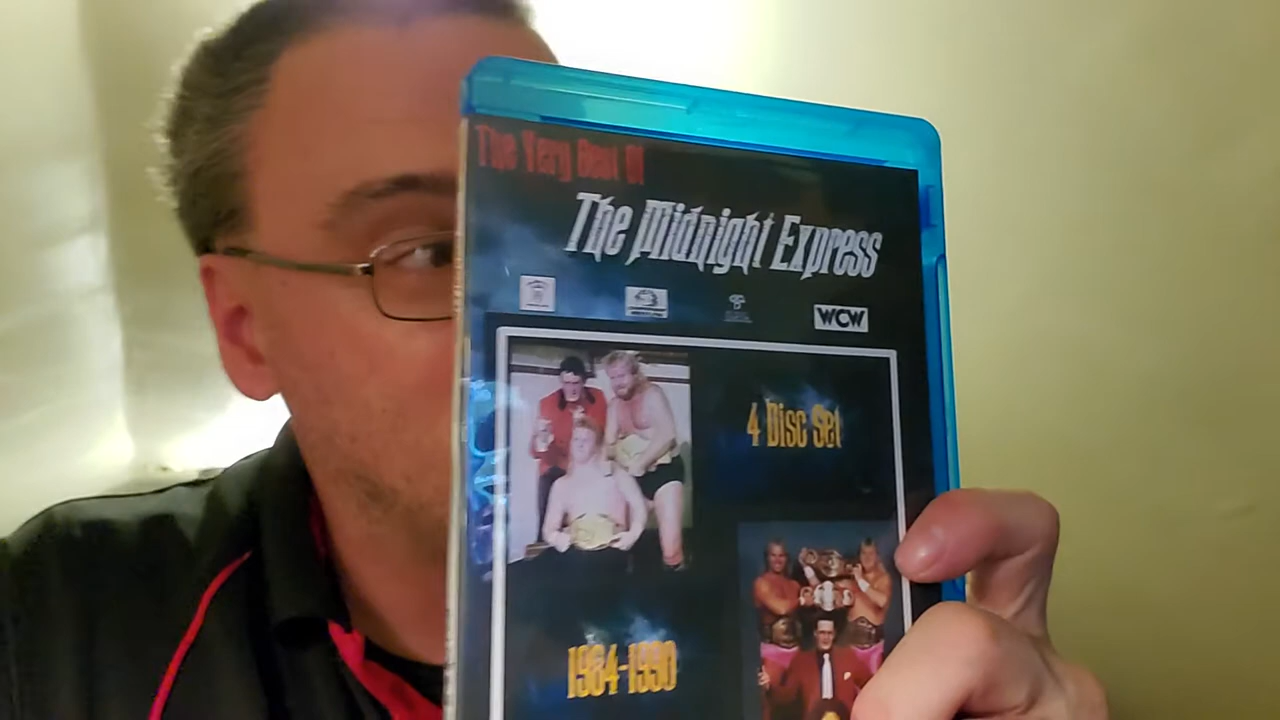 The Very Best Of
The Midnight Express
WCW
4 Disc Set
1984-1990